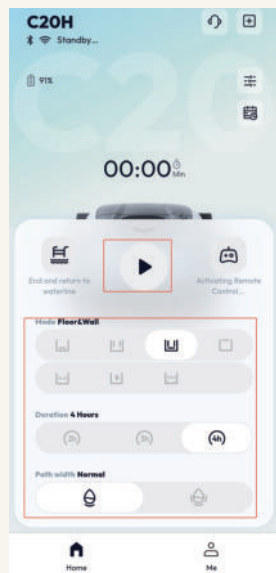 C20H
Standby...
C20H
91%
00:00 Min
End and return to
waterline
Activating Remote
Control...
Mode Floor&Wall
Duration 4 Hours
2h
3h
4h
Path width Normal
Home
Me